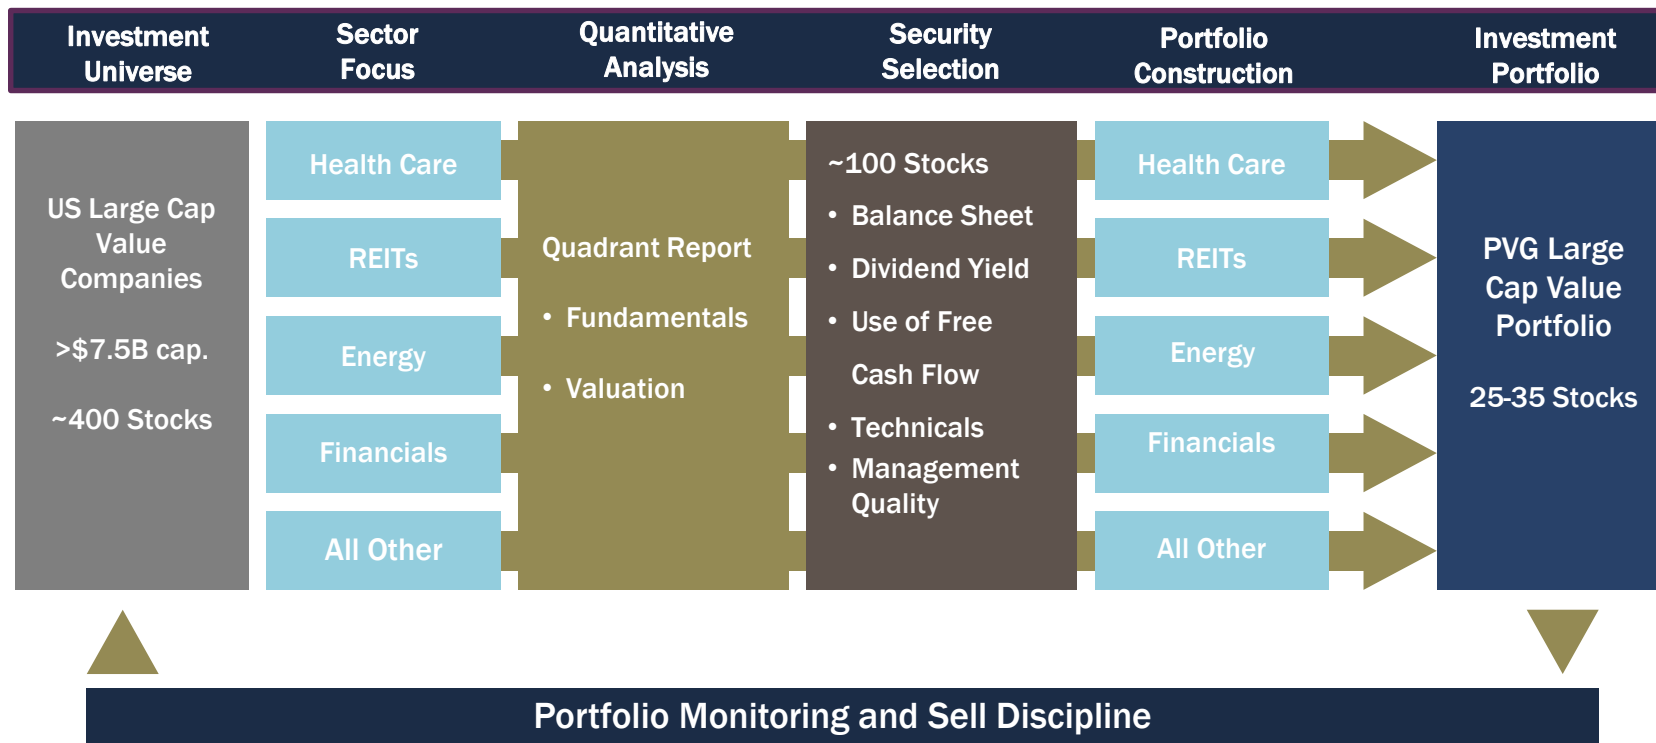 Investment
Universe
Sector
Focus
Quantitative
Analysis
Security
Selection
Portfolio
Construction
Investment
Portfolio
US Large Cap
Value
Companies
>$7.5B cap.
~400 Stocks
Health Care
REITs
Energy
Financials
All Other
Quadrant Report
• Fundamentals
• Valuation
~100 Stocks
• Balance Sheet
• Dividend Yield
• Use of Free
Cash Flow
• Technicals
• Management
Quality
Health Care
REITs
Energy
Financials
All Other
PVG Large
Cap Value
Portfolio
25-35 Stocks
Portfolio Monitoring and Sell Discipline